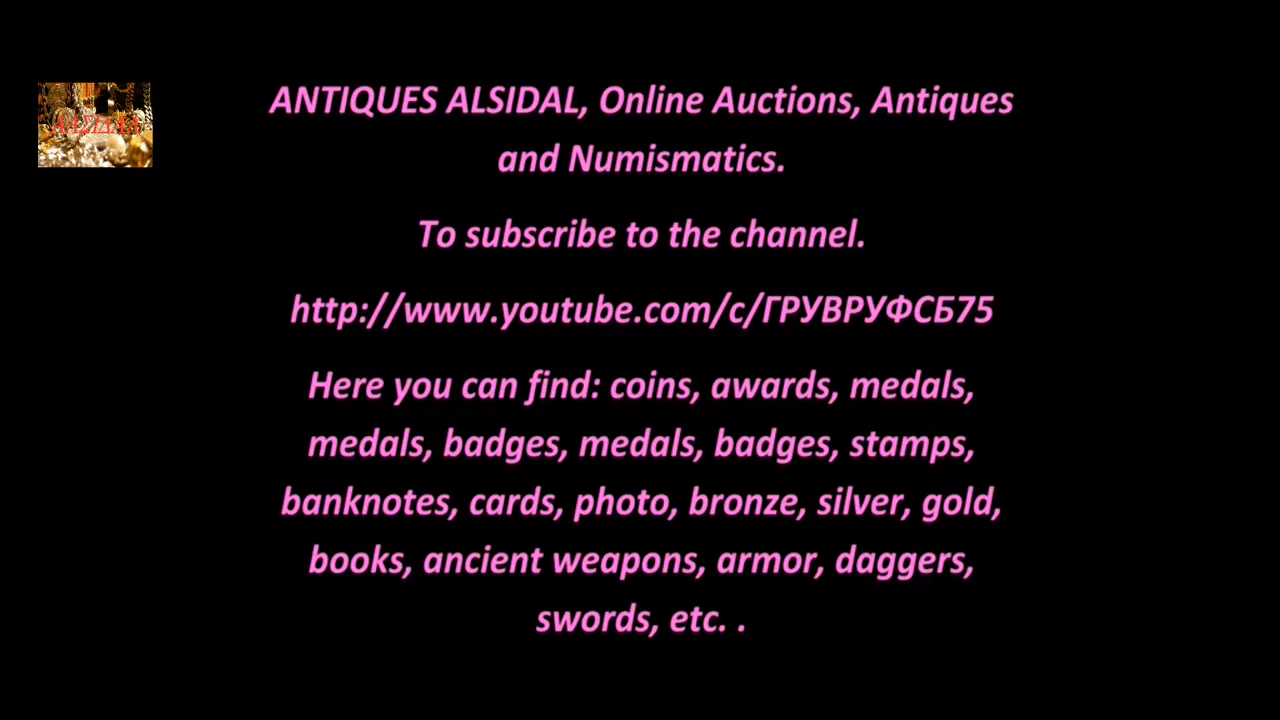 ALSIDAL
ANTIQUES ALSIDAL, Online Auctions, Antiques
and Numismatics.
To subscribe to the channel.
http://www.youtube.com/c/ГРУВРУФСБ75
Here you can find: coins, awards, medals,
medals, badges, medals, badges, stamps,
banknotes, cards, photo, bronze, silver, gold,
books, ancient weapons, armor, daggers,
swords, etc. .